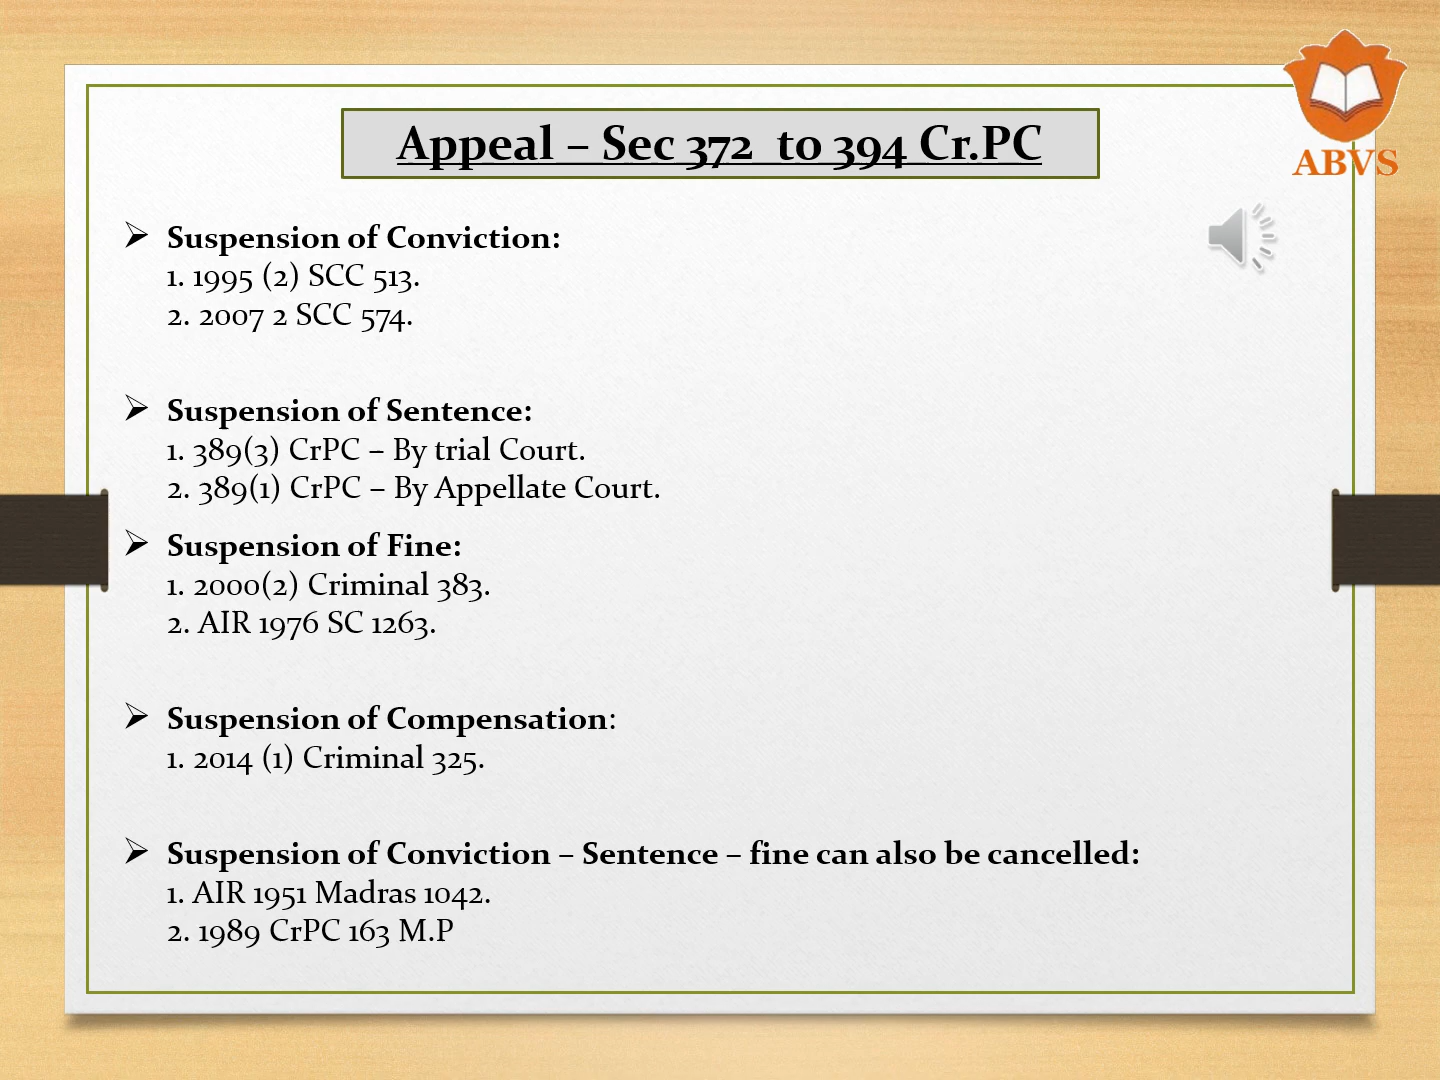 ABVS
Appeal – Sec 372 to 394 Cr.PC
Suspension of Conviction:
1. 1995 (2) SCC 513.
2. 2007 2 SCC 574.
Suspension of Sentence:
1. 389(3) CrPC – By trial Court.
2. 389(1) CrPC – By Appellate Court.
Suspension of Fine:
1. 2000(2) Criminal 383.
2. AIR 1976 SC 1263.
Suspension of Compensation:
1. 2014 (1) Criminal 325.
Suspension of Conviction – Sentence – fine can also be cancelled:
1. AIR 1951 Madras 1042.
2. 1989 CrPC 163 M.P